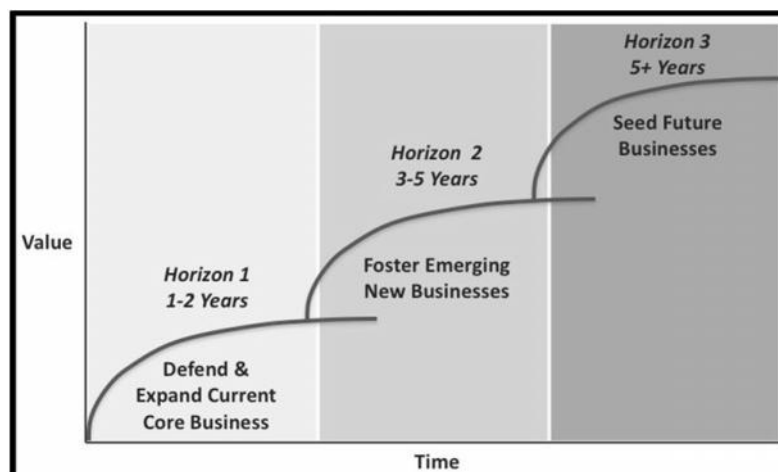 Horizon 3
5+ Years
Seed Future
Businesses
Horizon 2
3-5 Years
Value
Foster Emerging
New Businesses
Horizon 1
1-2 Years
Defend &
Expand Current
Core Business
Time